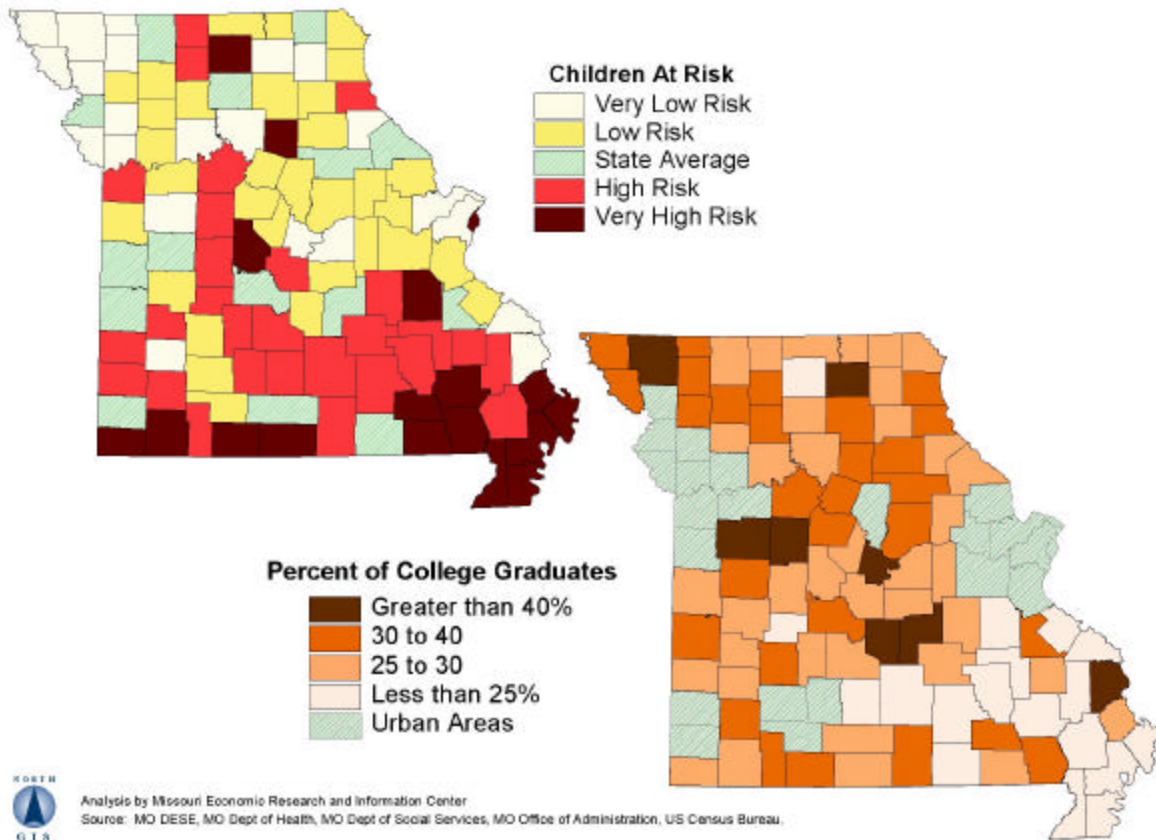 Children At Risk
Very Low Risk
Low Risk
State Average
High Risk
Very High Risk
Percent of College Graduates
Greater than 40%
30 to 40
25 to 30
Less than 25%
Urban Areas
NORTH
GIS
Analysis by Missouri Economic Research and Information Center
Source: MO DESE, MO Dept of Health, MO Dept of Social Services, MO Office of Administration, US Census Bureau.